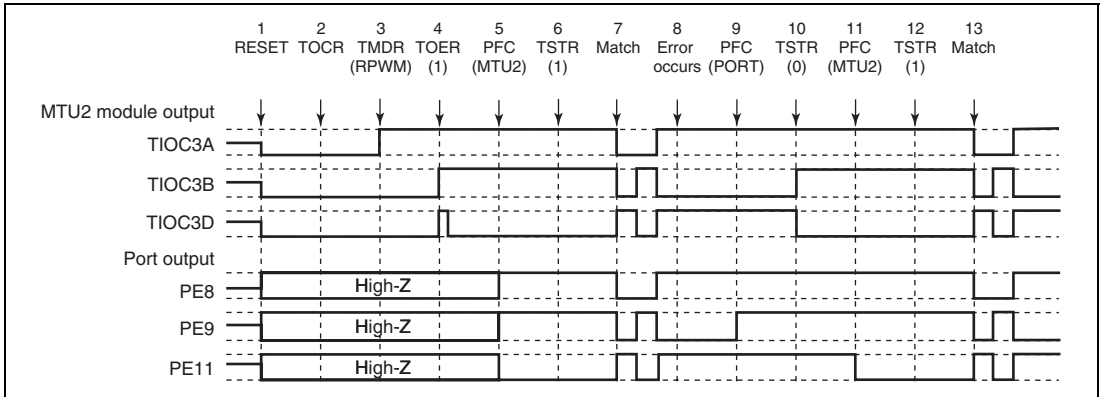 1 2 3 4 5 6 7 8 9 10 11 12 13
RESET TOCR TMDR TOER PFC TSTR Match Error PFC TSTR PFC TSTR Match
(RPWM) (1) (MTU2) (1) occurs (PORT) (0) (MTU2) (1)
MTU2 module output
TIOC3A
TIOC3B
TIOC3D
Port output
PE8 High-Z
PE9 High-Z
PE11 High-Z